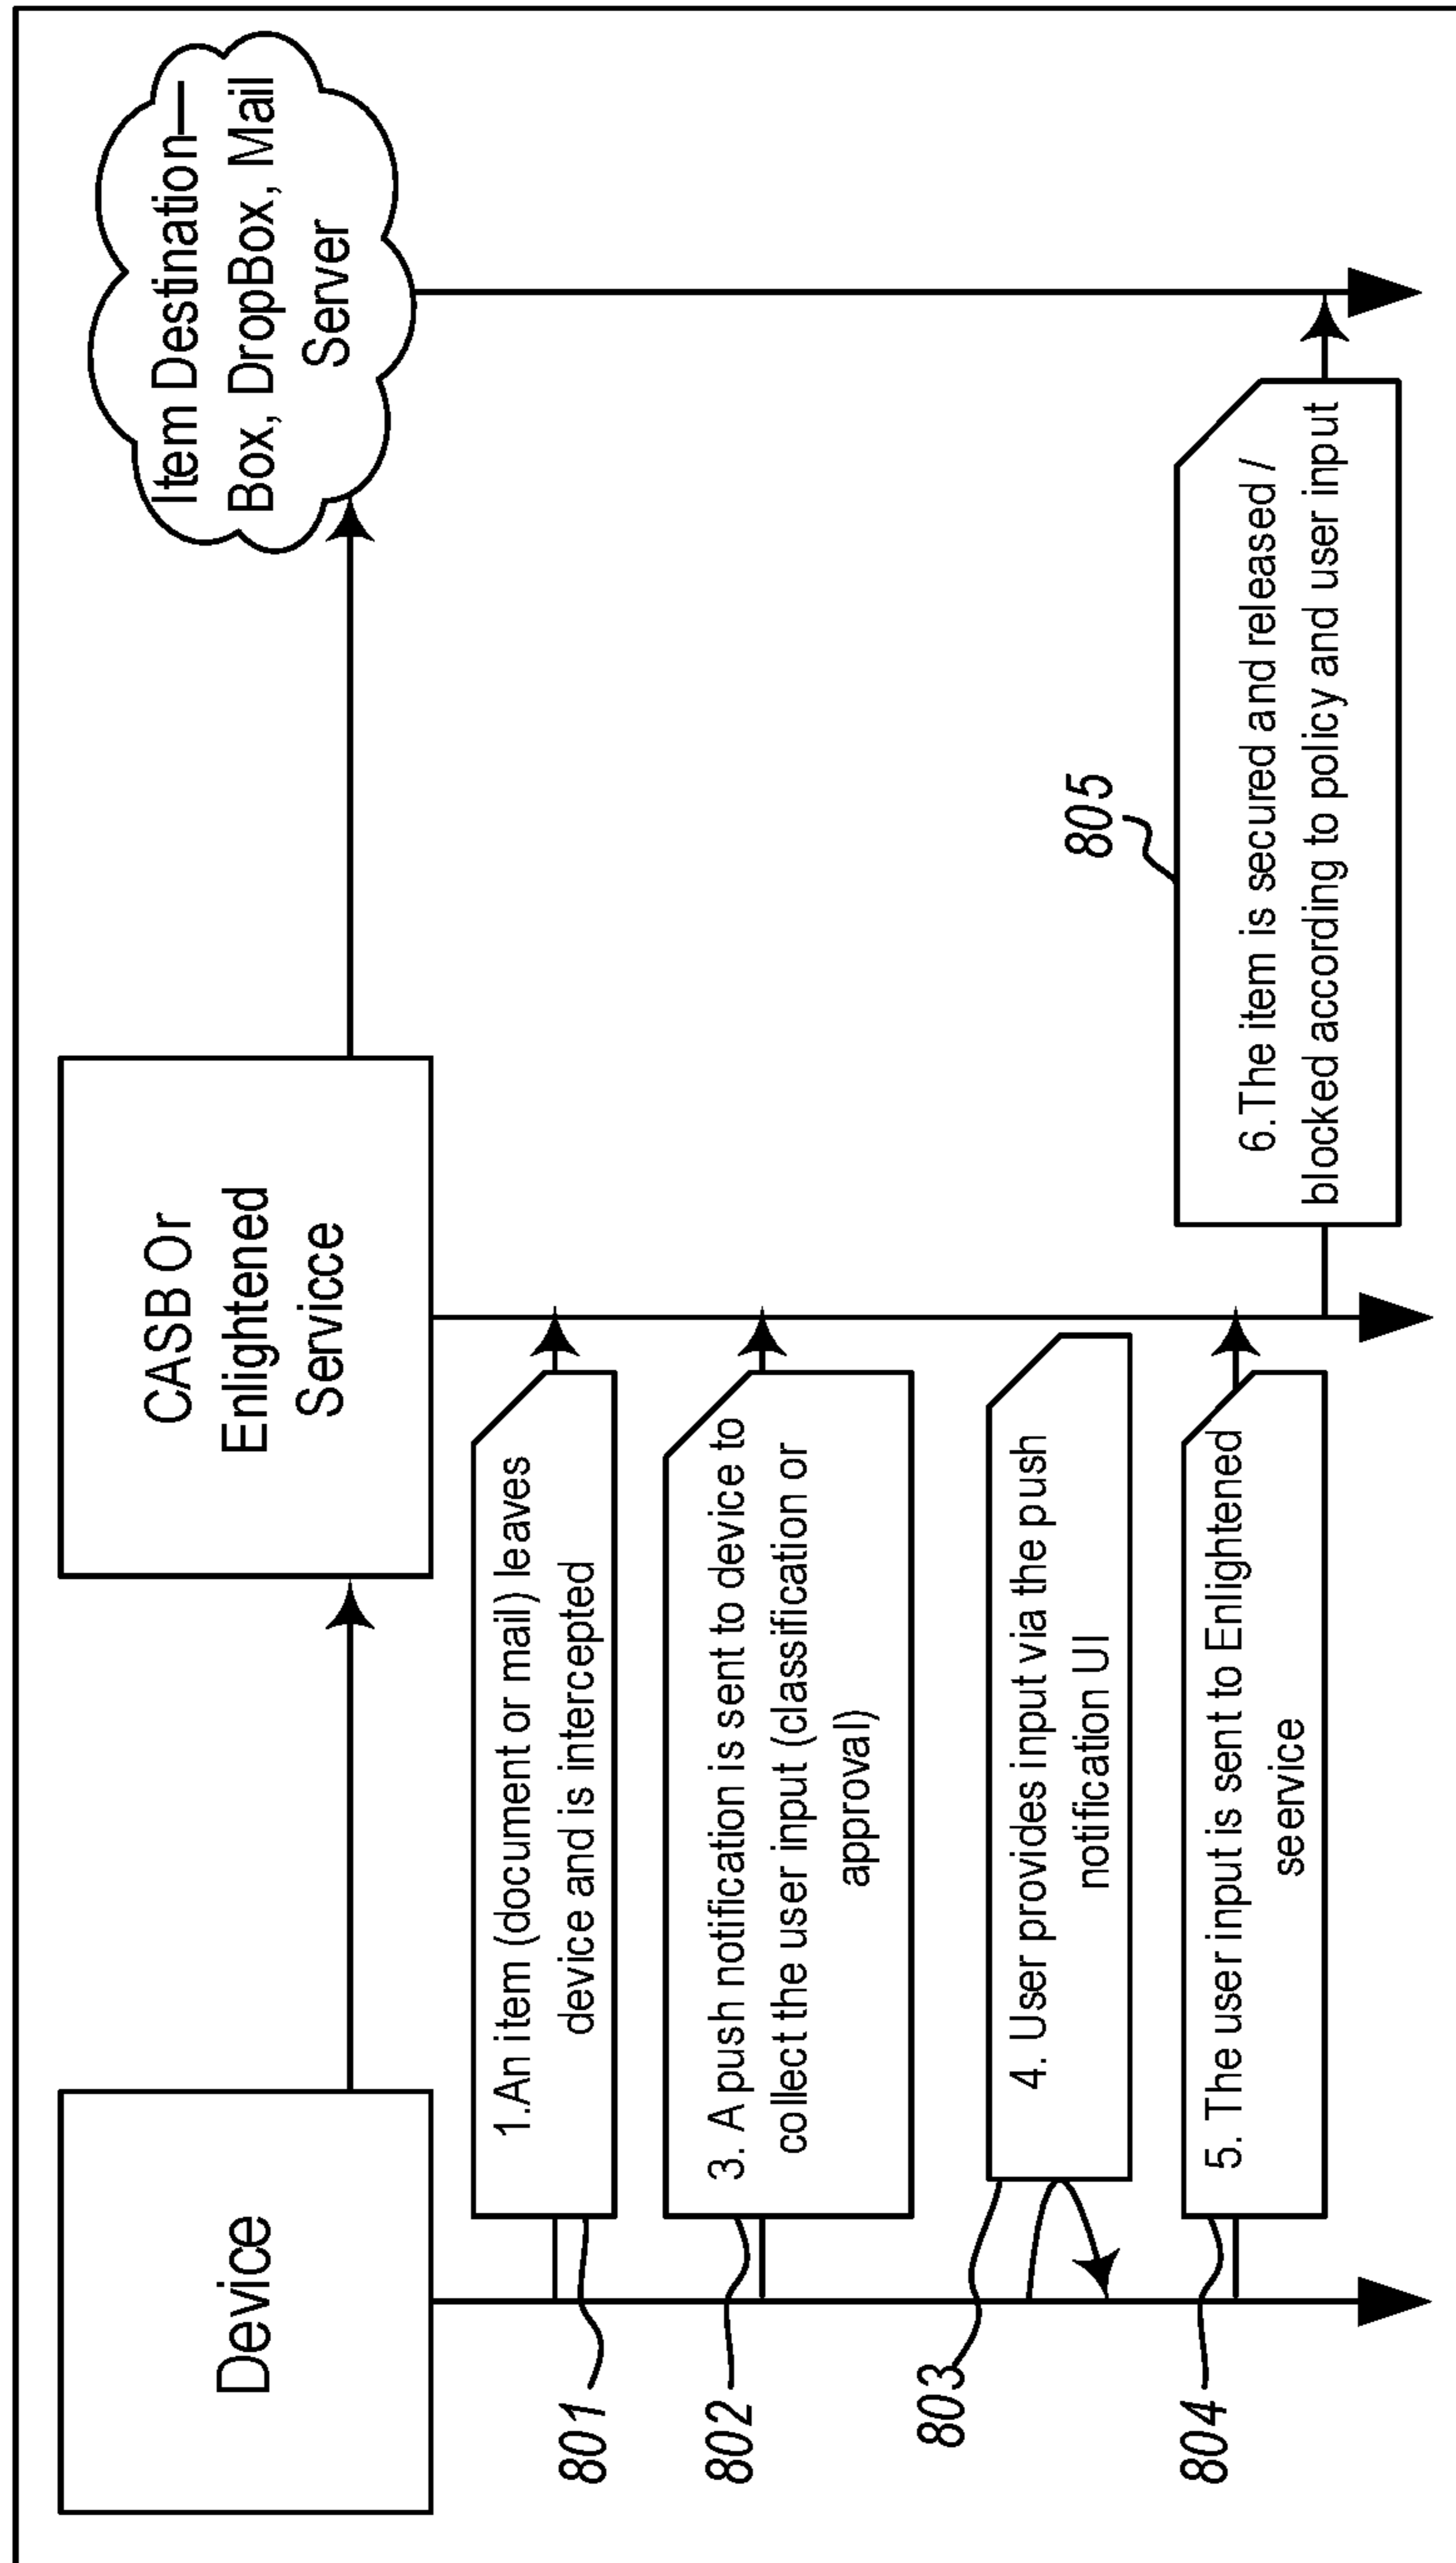 Device
CASB Or
Enlightened
Servicce
Item Destination—
Box, DropBox, Mail
Server
801
1.An item (document or mail) leaves
device and is intercepted
802
3. A push notification is sent to device to
collect the user input (classification or
approval)
803
4. User provides input via the push
notification UI
804
5. The user input is sent to Enlightened
seervice
805
6.The item is secured and released /
blocked according to policy and user input